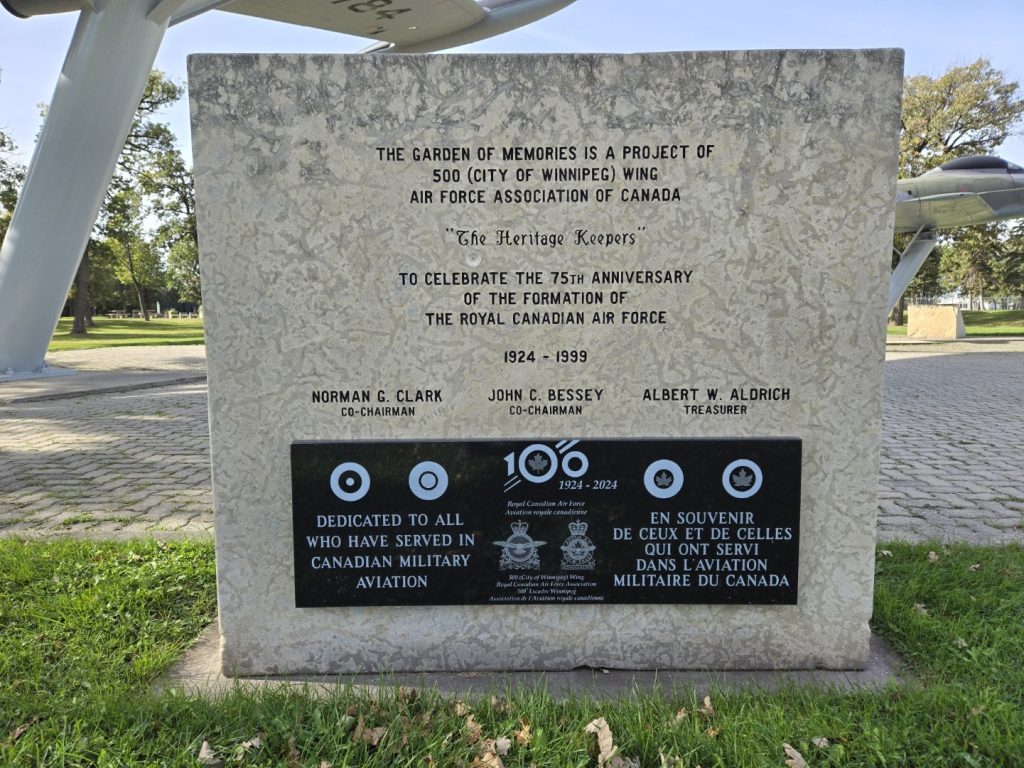 784
THE GARDEN OF MEMORIES IS A PROJECT OF
500 (CITY OF WINNIPEG) WING
AIR FORCE ASSOCIATION OF CANADA
"The Heritage Keepers"
TO CELEBRATE THE 75TH ANNIVERSARY
OF THE FORMATION OF
THE ROYAL CANADIAN AIR FORCE
1924 - 1999
NORMAN G. CLARK
CO-CHAIRMAN
JOHN C. BESSEY
CO-CHAIRMAN
ALBERT W. ALDRICH
TREASURER
DEDICATED TO ALL
WHO HAVE SERVED IN
CANADIAN MILITARY
AVIATION
100
1924 - 2024
Royal Canadian Air Force
Aviation royale canadienne
500 (City of Winnipeg) Wing
Royal Canadian Air Force Association
500e Escadre Winnipeg
Association de l'Aviation royale canadienne
EN SOUVENIR
DE CEUX ET DE CELLES
QUI ONT SERVI
DANS L'AVIATION
MILITAIRE DU CANADA